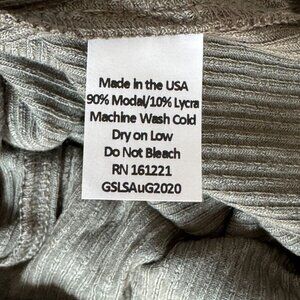 Made in the USA
90% Modal/10% Lycra
Machine Wash Cold
Dry on Low
Do Not Bleach
RN 161221
GSLSAuG2020